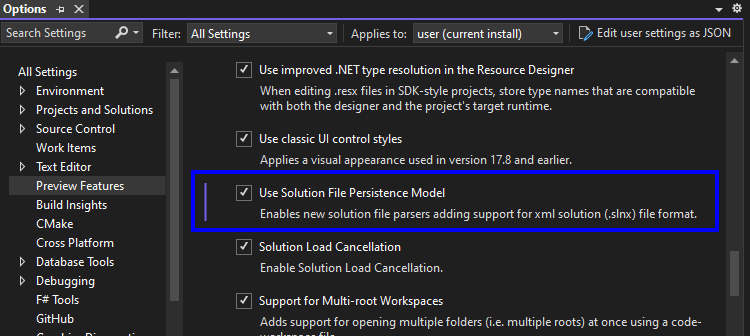 Options
Search Settings
Filter:
All Settings
Applies to:
user (current install)
Edit user settings as JSON
All Settings
Environment
Projects and Solutions
Source Control
Work Items
Text Editor
Preview Features
Build Insights
CMake
Cross Platform
Database Tools
Debugging
F# Tools
GitHub
Use improved .NET type resolution in the Resource Designer
When editing .resx files in SDK-style projects, store type names that are compatible
with both the designer and the project's target runtime.
Use classic UI control styles
Applies a visual appearance used in version 17.8 and earlier.
Use Solution File Persistence Model
Enables new solution file parsers adding support for xml solution (.slnx) file format.
Solution Load Cancellation
Enable Solution Load Cancellation.
Support for Multi-root Workspaces
Adds support for opening multiple folders (i.e. multiple roots) at once using a code-
workspace file.